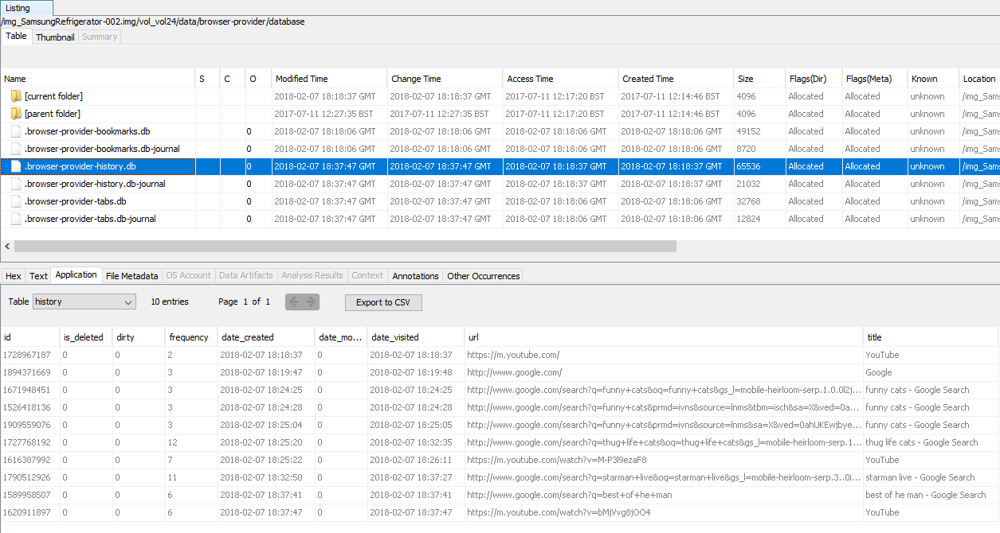 Listing
/img_SamsungRefrigerator-002.img/vol_vol24/data/browser-provider/database
Table Thumbnail Summary
Name S C O Modified Time Change Time Access Time Created Time Size Flags(Dir) Flags(Meta) Known Location
[current folder] 2018-02-07 18:18:37 GMT 2018-02-07 18:18:37 GMT 2017-07-11 12:17:20 BST 2017-07-11 12:14:46 BST 4096 Allocated Allocated unknown /img_Sams
[parent folder] 2017-07-11 12:27:35 BST 2017-07-11 12:27:35 BST 2017-07-11 12:17:20 BST 2017-07-11 12:14:46 BST 4096 Allocated Allocated unknown /img_Sams
.browser-provider-bookmarks.db 0 2018-02-07 18:18:06 GMT 2018-02-07 18:18:06 GMT 2018-02-07 18:18:06 GMT 2018-02-07 18:18:06 GMT 49152 Allocated Allocated unknown /img_Sams
.browser-provider-bookmarks.db-journal 0 2018-02-07 18:18:06 GMT 2018-02-07 18:18:06 GMT 2018-02-07 18:18:06 GMT 2018-02-07 18:18:06 GMT 8720 Allocated Allocated unknown /img_Sams
.browser-provider-history.db 0 2018-02-07 18:37:47 GMT 2018-02-07 18:37:47 GMT 2018-02-07 18:18:37 GMT 2018-02-07 18:18:37 GMT 65536 Allocated Allocated unknown /img_Sams
.browser-provider-history.db-journal 0 2018-02-07 18:37:47 GMT 2018-02-07 18:37:47 GMT 2018-02-07 18:18:37 GMT 2018-02-07 18:18:37 GMT 21032 Allocated Allocated unknown /img_Sams
.browser-provider-tabs.db 0 2018-02-07 18:37:47 GMT 2018-02-07 18:37:47 GMT 2018-02-07 18:18:06 GMT 2018-02-07 18:18:06 GMT 32768 Allocated Allocated unknown /img_Sams
.browser-provider-tabs.db-journal 0 2018-02-07 18:37:47 GMT 2018-02-07 18:37:47 GMT 2018-02-07 18:18:06 GMT 2018-02-07 18:18:06 GMT 12824 Allocated Allocated unknown /img_Sams
Hex Text Application File Metadata OS Account Data Artifacts Analysis Results Context Annotations Other Occurrences
Table history 10 entries Page 1 of 1 Export to CSV
id is_deleted dirty frequency date_created date_mo... date_visited url title
1728967187 0 0 2 2018-02-07 18:18:37 0 2018-02-07 18:18:37 https://m.youtube.com/ YouTube
1894371669 0 0 3 2018-02-07 18:19:47 0 2018-02-07 18:19:48 http://www.google.com/ Google
1671948451 0 0 3 2018-02-07 18:24:25 0 2018-02-07 18:24:25 http://www.google.com/search?q=funny+cats&oq=funny+cats&gs_l=mobile-heirloom-serp.1.0.0l2j... funny cats - Google Search
1526418136 0 0 3 2018-02-07 18:24:28 0 2018-02-07 18:24:28 http://www.google.com/search?q=funny+cats&prmd=ivns&source=lnms&tbm=isch&sa=X&ved=0a... funny cats - Google Search
1909559076 0 0 3 2018-02-07 18:25:04 0 2018-02-07 18:25:05 http://www.google.com/search?q=funny+cats&prmd=ivns&source=lnms&sa=X&ved=0ahUKEwjbye... funny cats - Google Search
1727768192 0 0 12 2018-02-07 18:25:20 0 2018-02-07 18:32:35 http://www.google.com/search?q=thug+life+cats&oq=thug+life+cats&gs_l=mobile-heirloom-serp.1... thug life cats - Google Search
1616387992 0 0 7 2018-02-07 18:25:22 0 2018-02-07 18:26:11 https://m.youtube.com/watch?v=M-P3l9ezaF8 YouTube
1790512926 0 0 11 2018-02-07 18:32:50 0 2018-02-07 18:37:27 http://www.google.com/search?q=starman+live&oq=starman+live&gs_l=mobile-heirloom-serp.3..0i... starman live - Google Search
1589958507 0 0 6 2018-02-07 18:37:41 0 2018-02-07 18:37:41 http://www.google.com/search?q=best+of+he+man best of he man - Google Search
1620911897 0 0 6 2018-02-07 18:37:47 0 2018-02-07 18:37:47 https://m.youtube.com/watch?v=bMjVvg8jOO4 YouTube